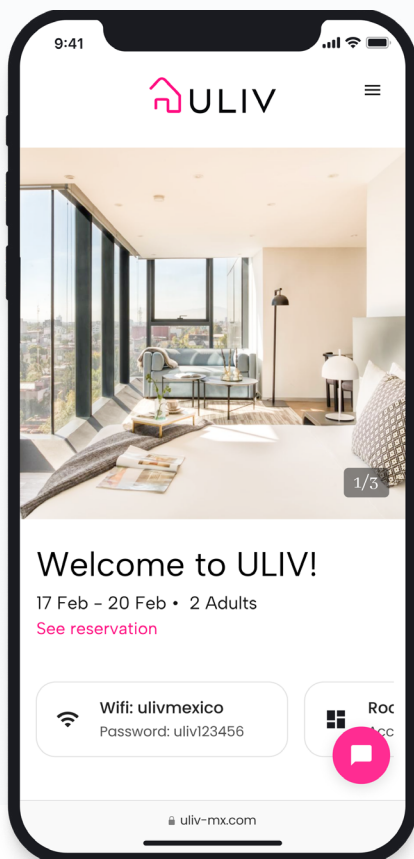 9:41
ULIV
1/3
Welcome to ULIV!
17 Feb – 20 Feb • 2 Adults
See reservation
Wifi: ulivmexico
Password: uliv123456
uliv-mx.com